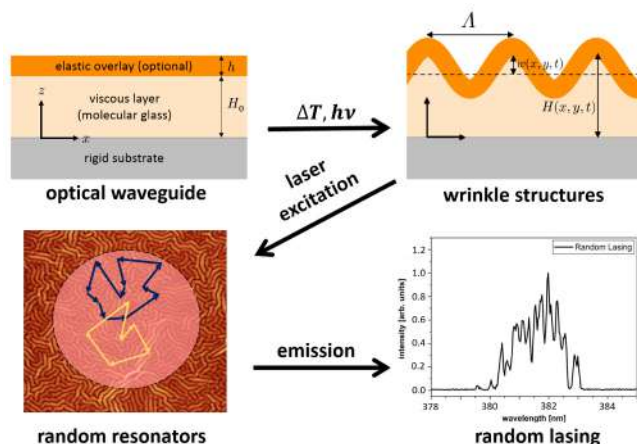 elastic overlay (optional)
h
viscous layer
(molecular glass)
H₀
z
x
rigid substrate
optical waveguide
ΔT, hν
Λ
w(x, y, t)
H(x, y, t)
wrinkle structures
laser
excitation
random resonators
emission
Random Lasing
intensity [arb. units]
1.2
1.0
0.8
0.6
0.4
0.2
0.0
378
380
382
384
wavelength [nm]
random lasing